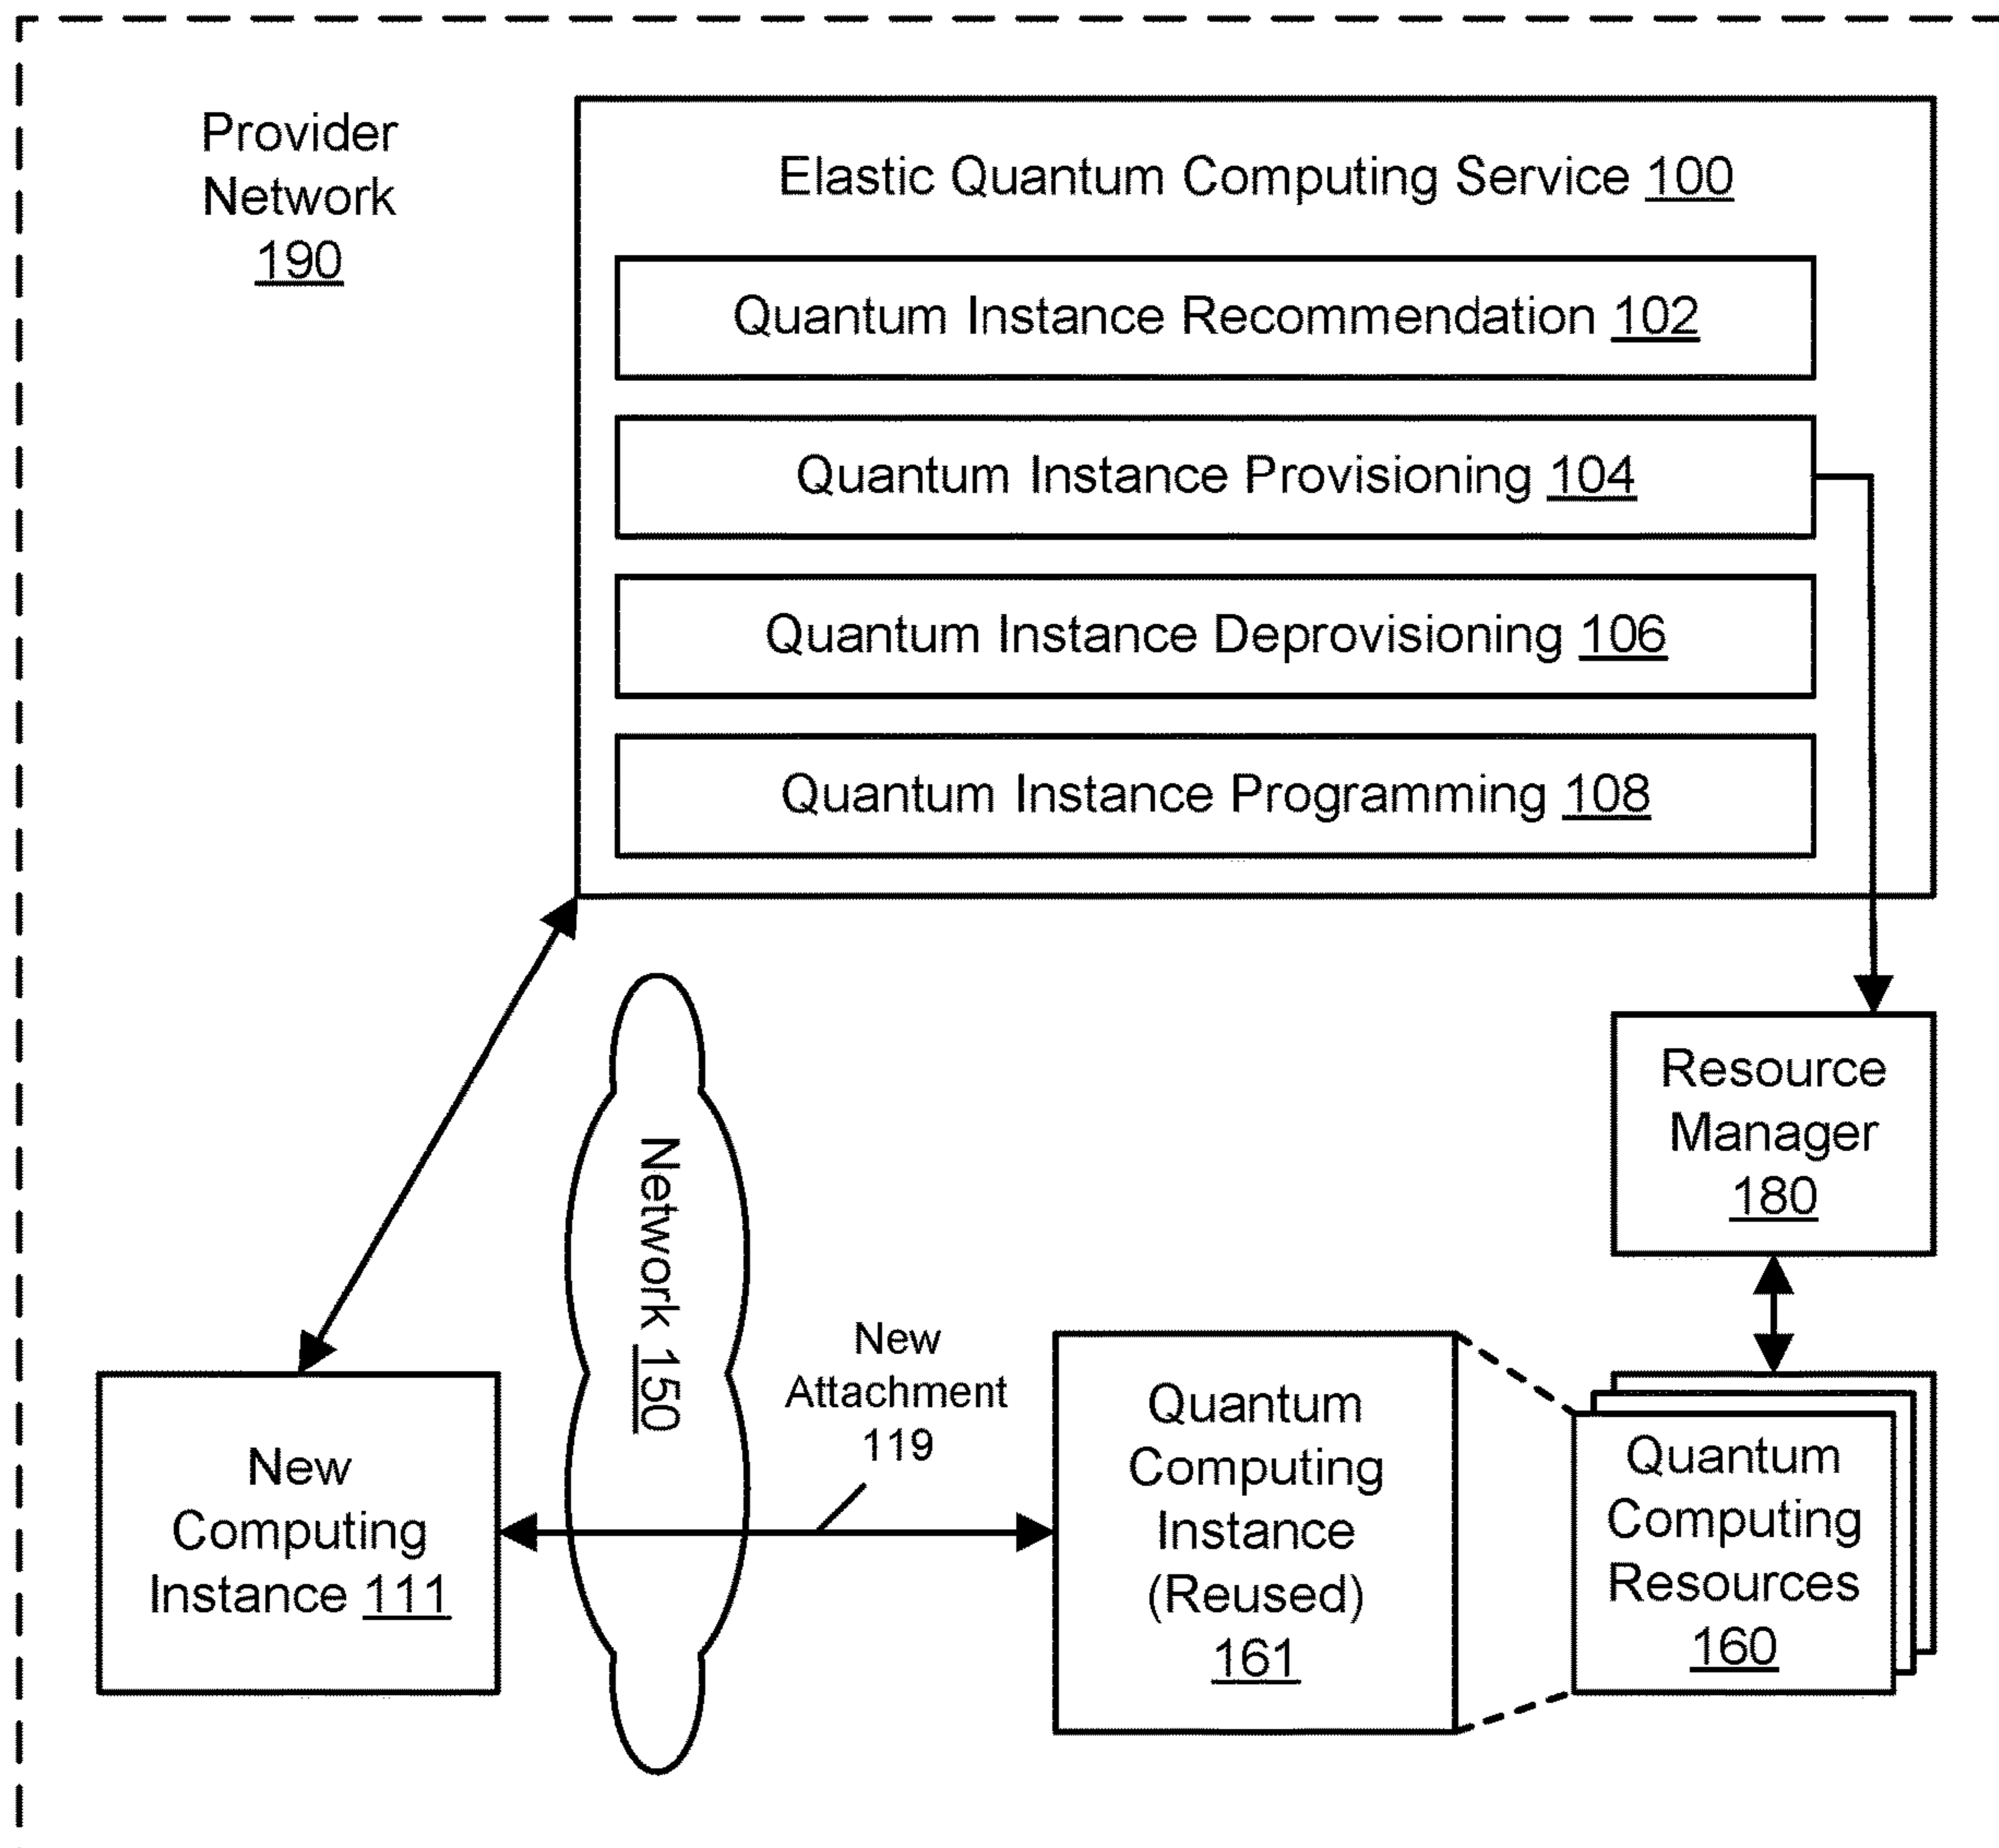 Provider
Network
190
Elastic Quantum Computing Service 100
Quantum Instance Recommendation 102
Quantum Instance Provisioning 104
Quantum Instance Deprovisioning 106
Quantum Instance Programming 108
Resource
Manager
180
Network 150
New
Attachment
119
New
Computing
Instance 111
Quantum
Computing
Instance
(Reused)
161
Quantum
Computing
Resources
160